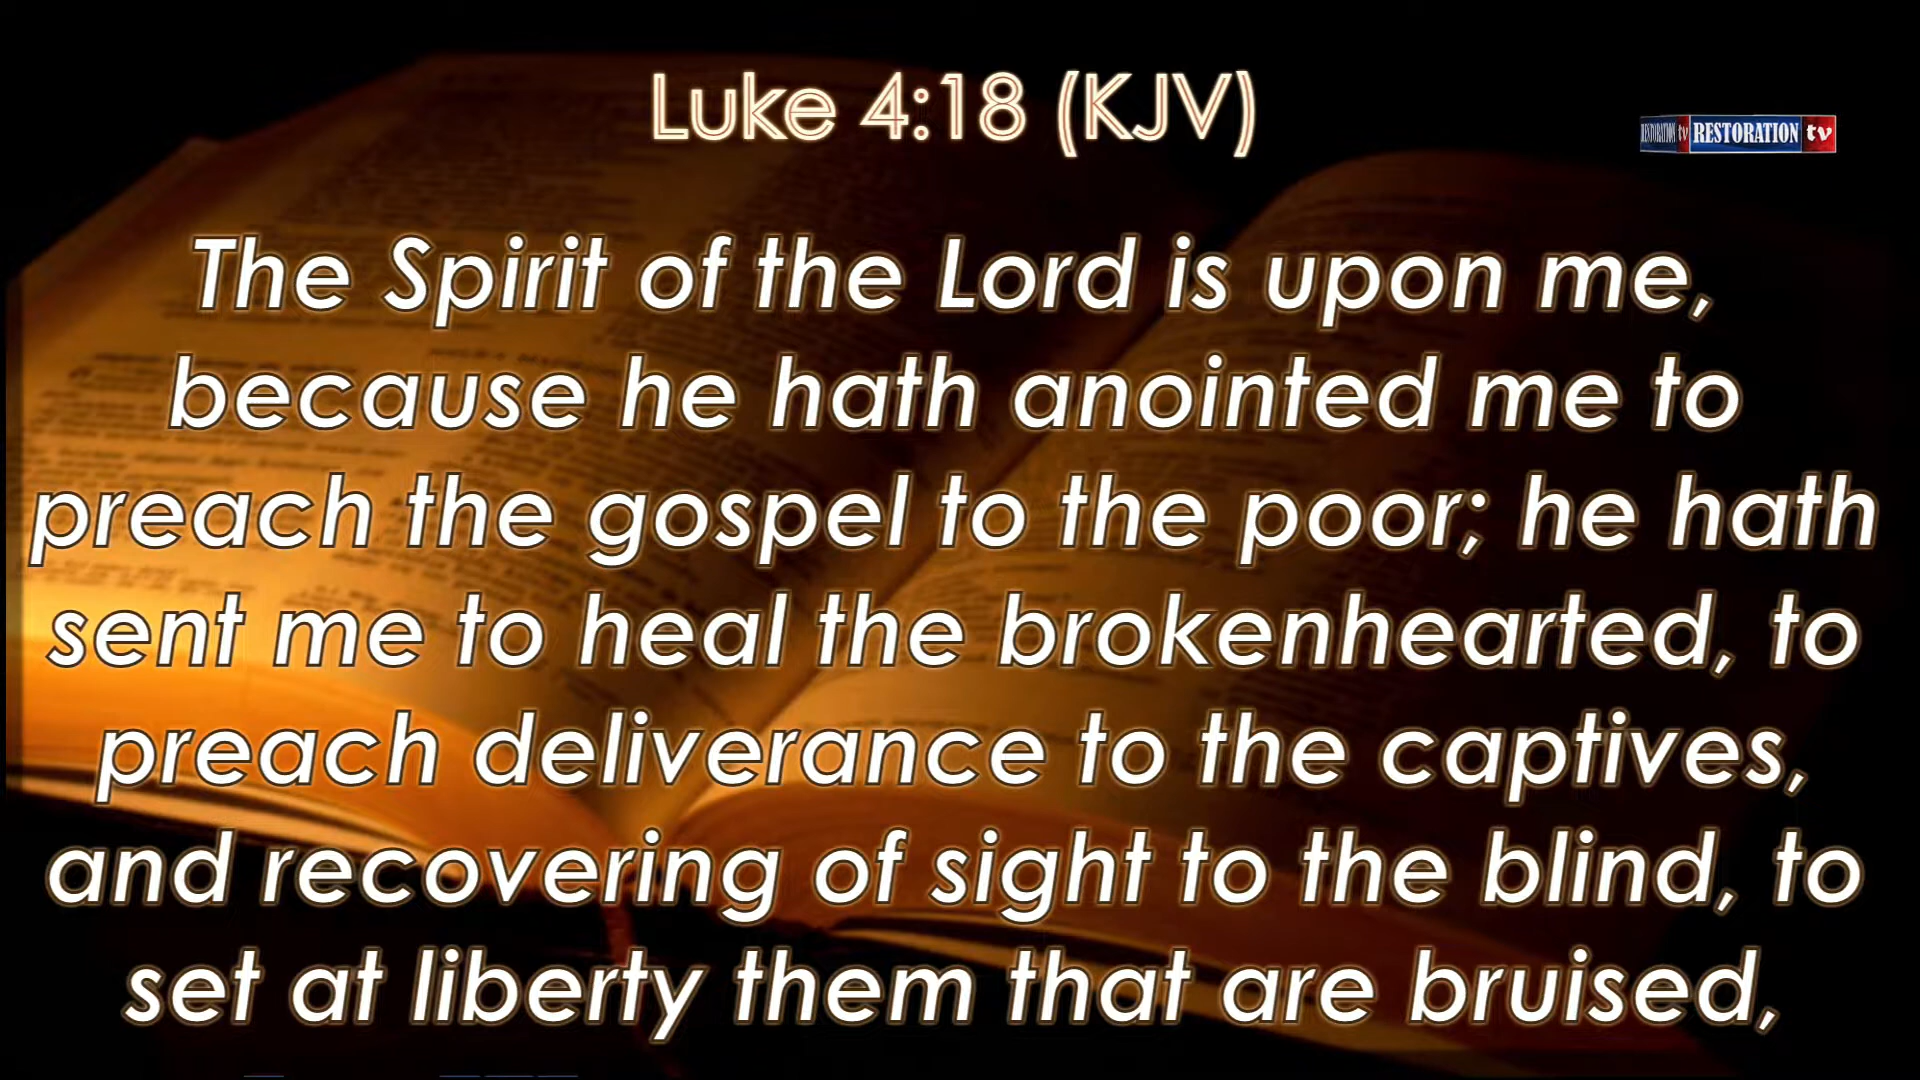 Luke 4:18 (KJV)
RESTORATION tv RESTORATION tv
The Spirit of the Lord is upon me,
because he hath anointed me to
preach the gospel to the poor; he hath
sent me to heal the brokenhearted, to
preach deliverance to the captives,
and recovering of sight to the blind, to
set at liberty them that are bruised,